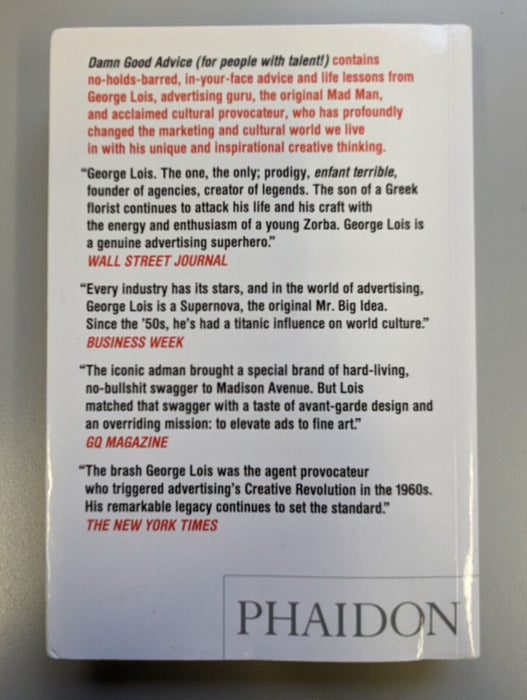 Damn Good Advice (for people with talent!) contains
no-holds-barred, in-your-face advice and life lessons from
George Lois, advertising guru, the original Mad Man,
and acclaimed cultural provocateur, who has profoundly
changed the marketing and cultural world we live
in with his unique and inspirational creative thinking.
"George Lois. The one, the only; prodigy, enfant terrible,
founder of agencies, creator of legends. The son of a Greek
florist continues to attack his life and his craft with
the energy and enthusiasm of a young Zorba. George Lois is
a genuine advertising superhero."
WALL STREET JOURNAL
"Every industry has its stars, and in the world of advertising,
George Lois is a Supernova, the original Mr. Big Idea.
Since the '50s, he's had a titanic influence on world culture."
BUSINESS WEEK
"The iconic adman brought a special brand of hard-living,
no-bullshit swagger to Madison Avenue. But Lois
matched that swagger with a taste of avant-garde design and
an overriding mission: to elevate ads to fine art."
GQ MAGAZINE
"The brash George Lois was the agent provocateur
who triggered advertising's Creative Revolution in the 1960s.
His remarkable legacy continues to set the standard."
THE NEW YORK TIMES
PHAIDON